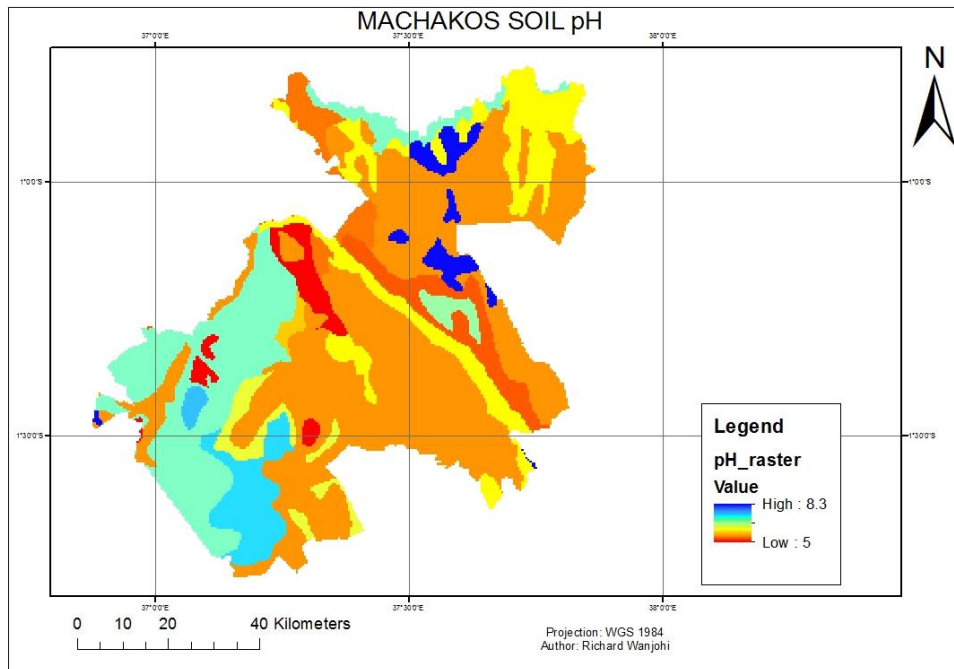 MACHAKOS SOIL pH
37°0'0"E 37°30'0"E 38°0'0"E
N
1°0'0"S 1°0'0"S
1°30'0"S 1°30'0"S
Legend
pH_raster
Value
High : 8.3
Low : 5
37°0'0"E 37°30'0"E 38°0'0"E
0 10 20 40 Kilometers
Projection: WGS 1984
Author: Richard Wanjohi